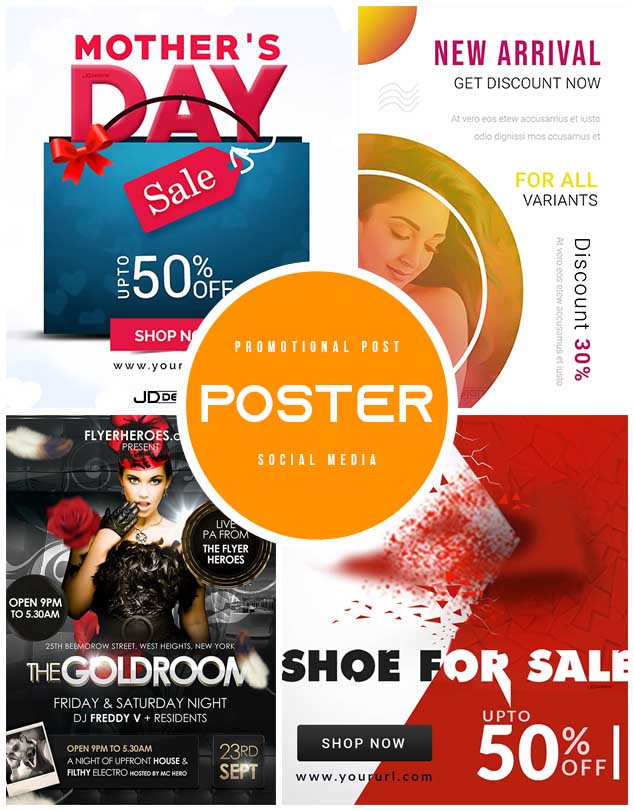 MOTHER'S
DAY
Sale
UPTO
50%
OFF
SHOP
www.your
NEW ARRIVAL
GET DISCOUNT NOW
At vero eos etew accusamus et iusto
odio dignissi mos ccusamus et
FOR ALL
VARIANTS
Discount 30%
At vero eos etew
accusamus et iusto
PROMOTIONAL POST
POSTER
SOCIAL MEDIA
FLYERHEROES.
PRESENT
LIVE
PA FROM
THE FLYER
HEROES
OPEN 9PM
TO 5.30AM
25TH BELMOROW STREET, WEST HEIGHTS, NEW YORK
THE GOLDROOM
FRIDAY & SATURDAY NIGHT
DJ FREDDY V + RESIDENTS
OPEN 9PM TO 5.30AM
A NIGHT OF UPFRONT HOUSE &
FILTHY ELECTRO HOSTED BY MC HERO
23RD
SEPT
SHOE FOR SALE
UPTO
50%
OFF
SHOP NOW
www.yoururl.com